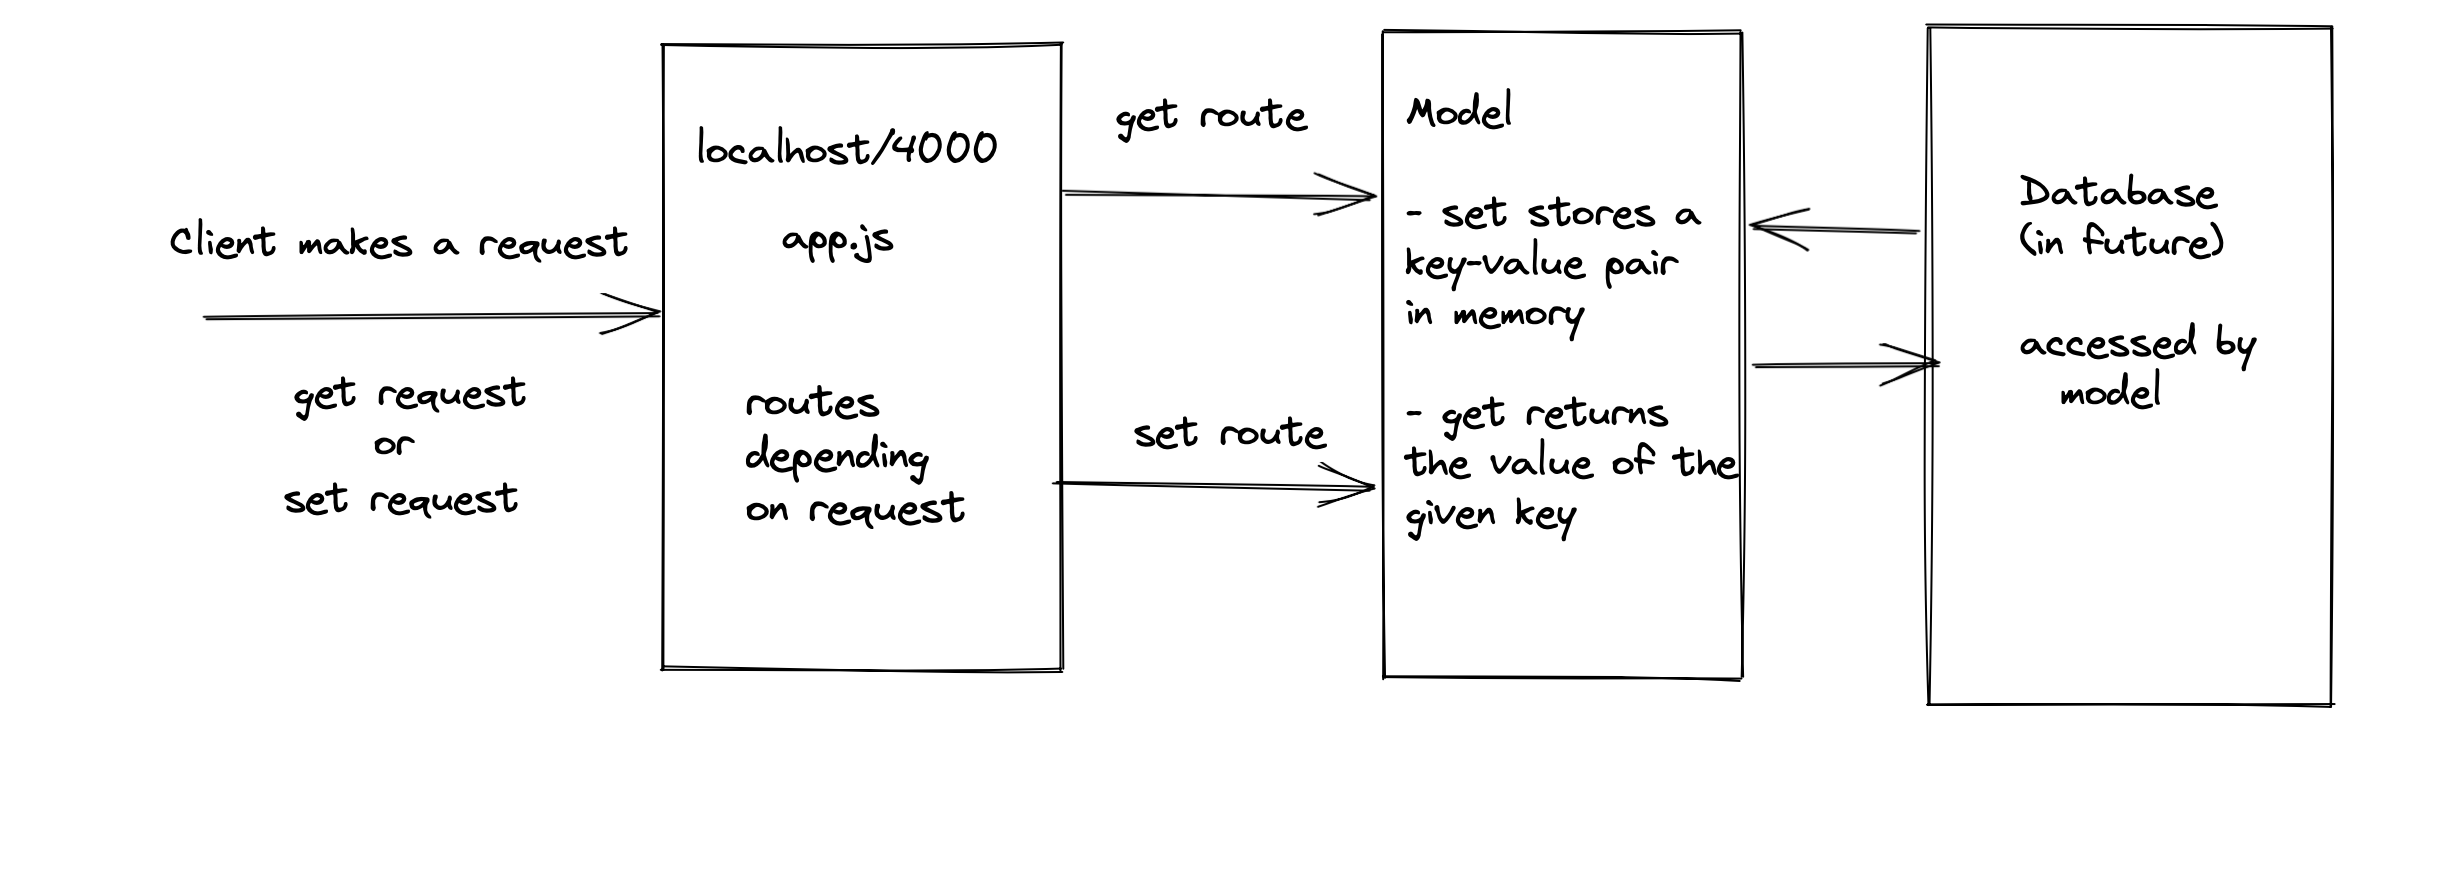 Client makes a request
get request
or
set request
localhost/4000
app.js
routes
depending
on request
get route
set route
Model
- set stores a
key-value pair
in memory
- get returns
the value of the
given key
Database
(in future)
accessed by
model